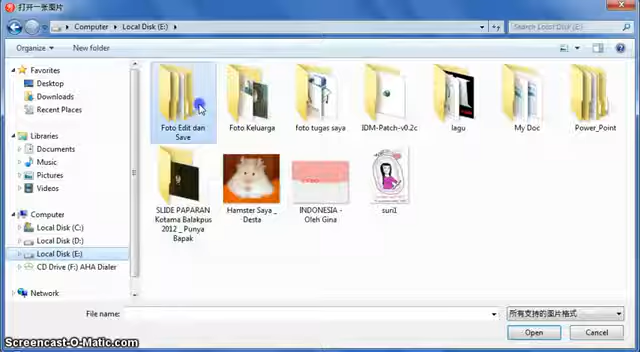 打开一张图片
Computer
Local Disk (E:)
Search Local Disk (E:)
Organize
New folder
Favorites
Desktop
Downloads
Recent Places
Libraries
Documents
Music
Pictures
Videos
Computer
Local Disk (C:)
Local Disk (D:)
Local Disk (E:)
CD Drive (F:) AHA Dialer
Network
Foto Edit dan
Save
Foto Keluarga
foto tugas saya
IDM-Patch-v0.2c
lagu
My Doc
Power_Point
SLIDE PAPARAN
Kotama Balakpus
2012 _ Punya
Bapak
Hamster Saya _
Desta
INDONESIA -
Oleh Gina
suri1
File name:
所有支持的图片格式
Open
Cancel
Screencast-O-Matic.com